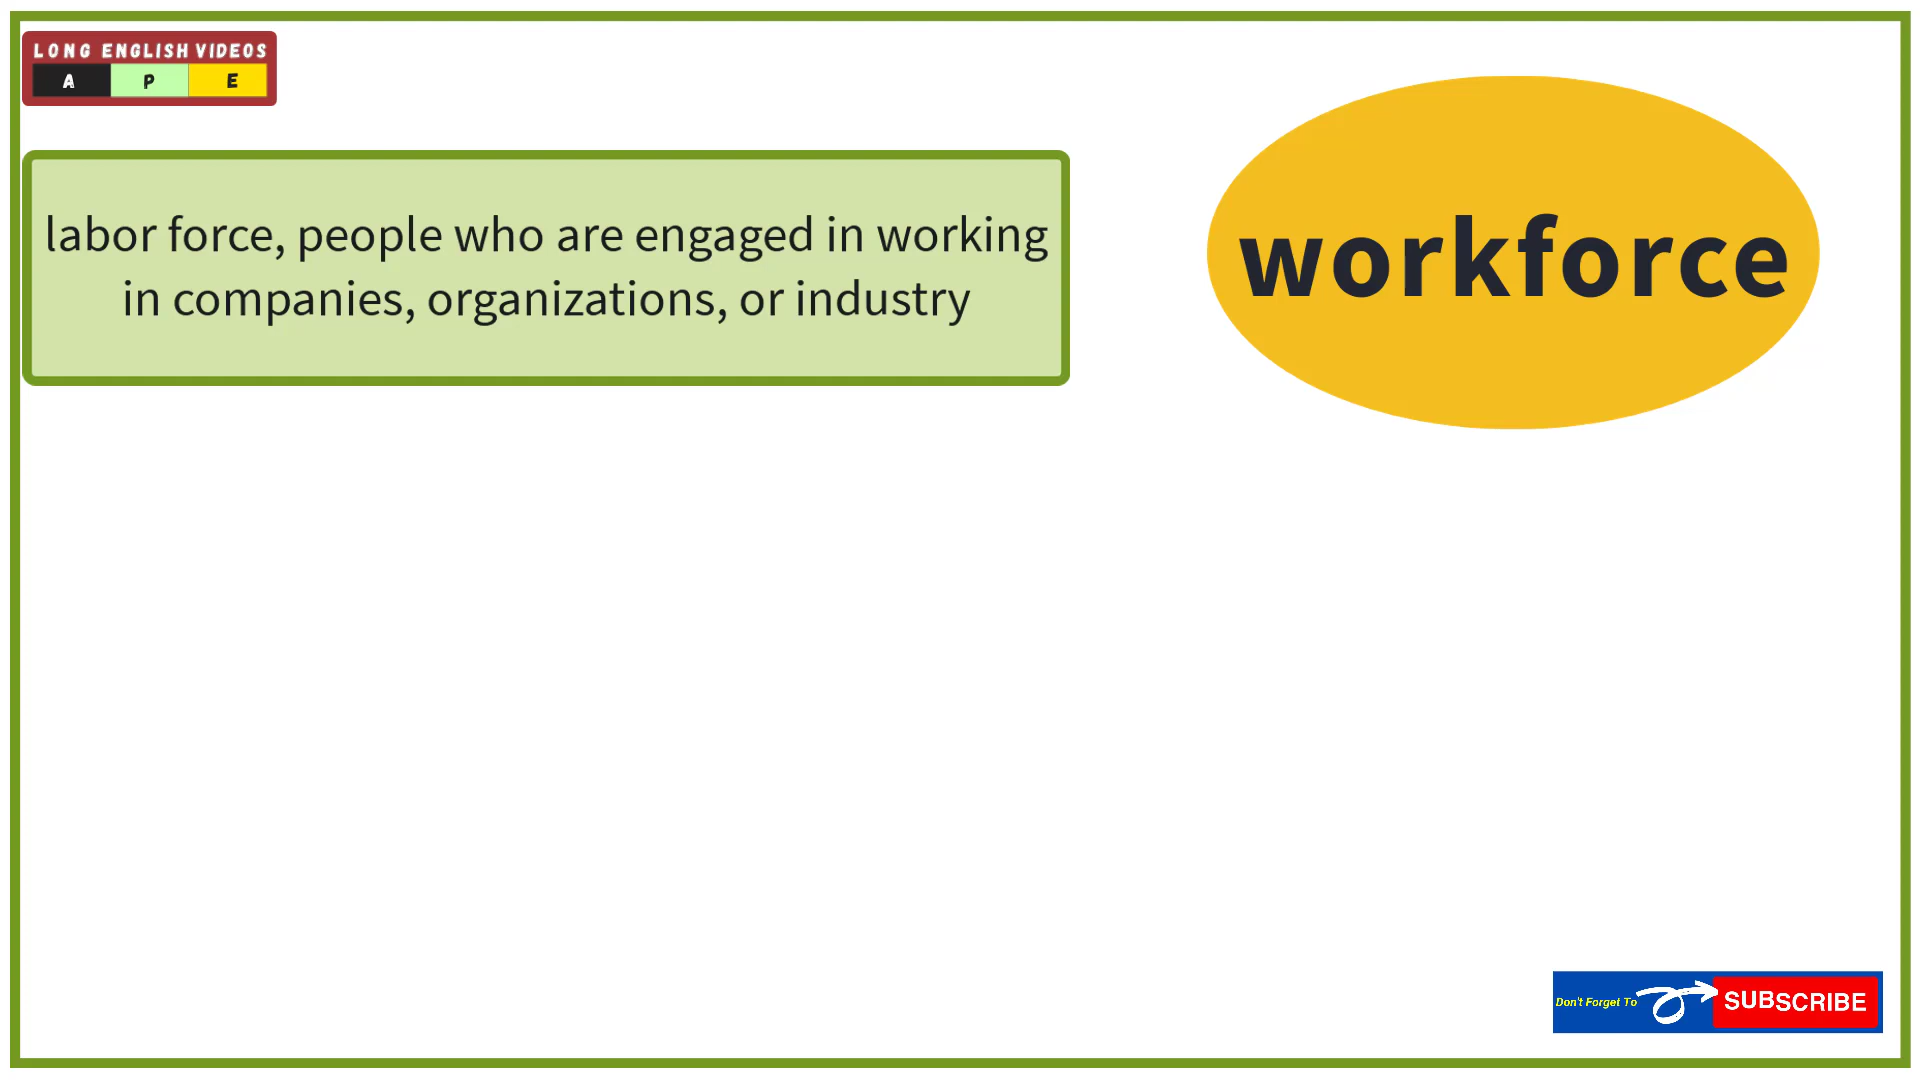 LONG ENGLISH VIDEOS
A P E
labor force, people who are engaged in working
in companies, organizations, or industry
workforce
Don't Forget To SUBSCRIBE